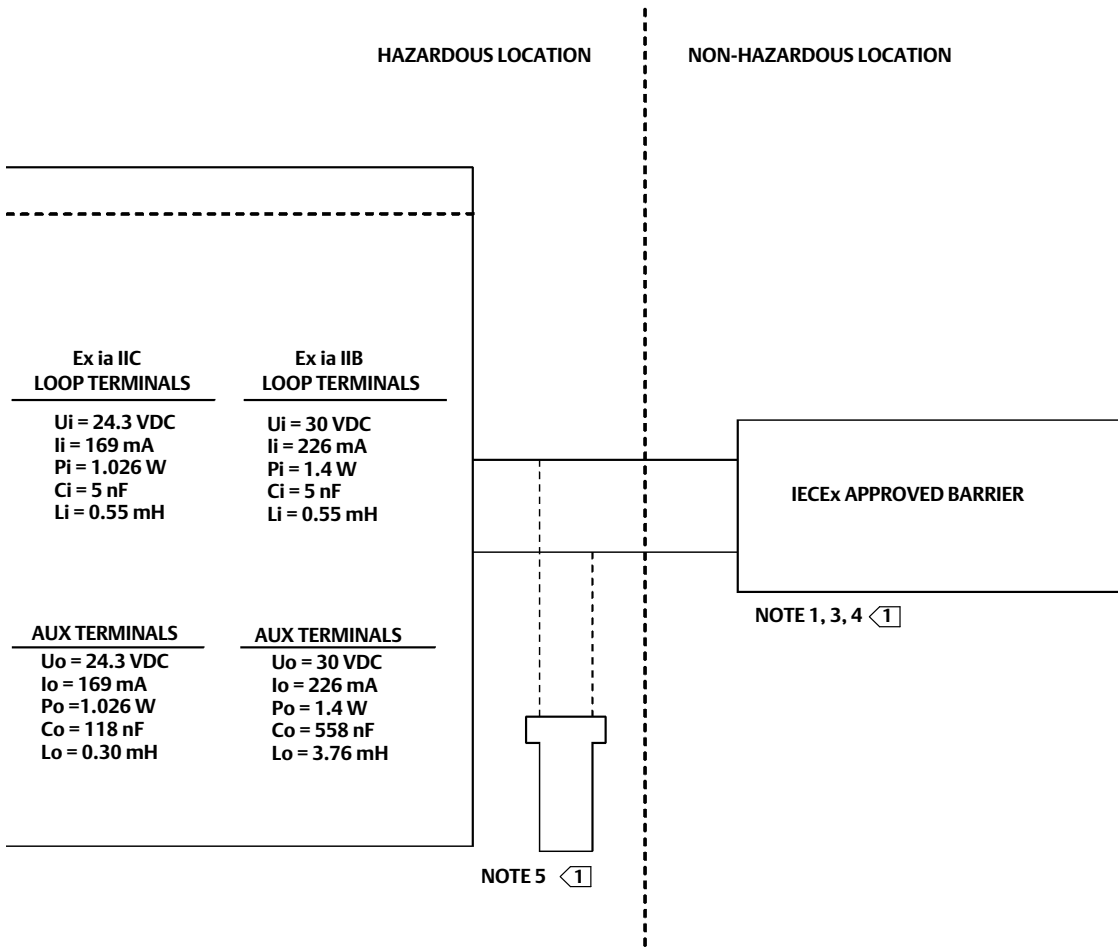 HAZARDOUS LOCATION
NON-HAZARDOUS LOCATION
Ex ia IIC
LOOP TERMINALS
Ui = 24.3 VDC
Ii = 169 mA
Pi = 1.026 W
Ci = 5 nF
Li = 0.55 mH
Ex ia IIB
LOOP TERMINALS
Ui = 30 VDC
Ii = 226 mA
Pi = 1.4 W
Ci = 5 nF
Li = 0.55 mH
IECEx APPROVED BARRIER
NOTE 1, 3, 4 1
AUX TERMINALS
Uo = 24.3 VDC
Io = 169 mA
Po =1.026 W
Co = 118 nF
Lo = 0.30 mH
AUX TERMINALS
Uo = 30 VDC
Io = 226 mA
Po = 1.4 W
Co = 558 nF
Lo = 3.76 mH
NOTE 5 1